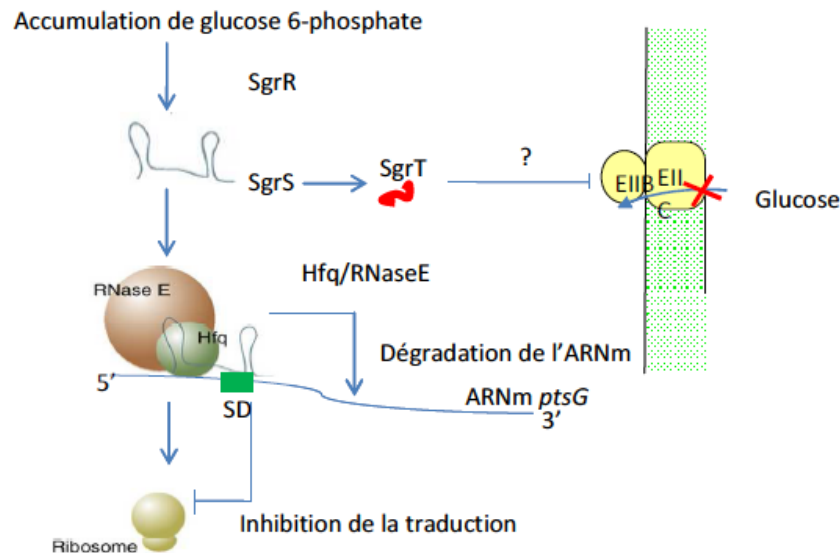 Accumulation de glucose 6-phosphate
SgrR
SgrS
SgrT
?
EIIB
EII
C
Glucose
Hfq/RNaseE
RNase E
Hfq
Dégradation de l'ARNm
5'
SD
ARNm ptsG
3'
Inhibition de la traduction
Ribosome